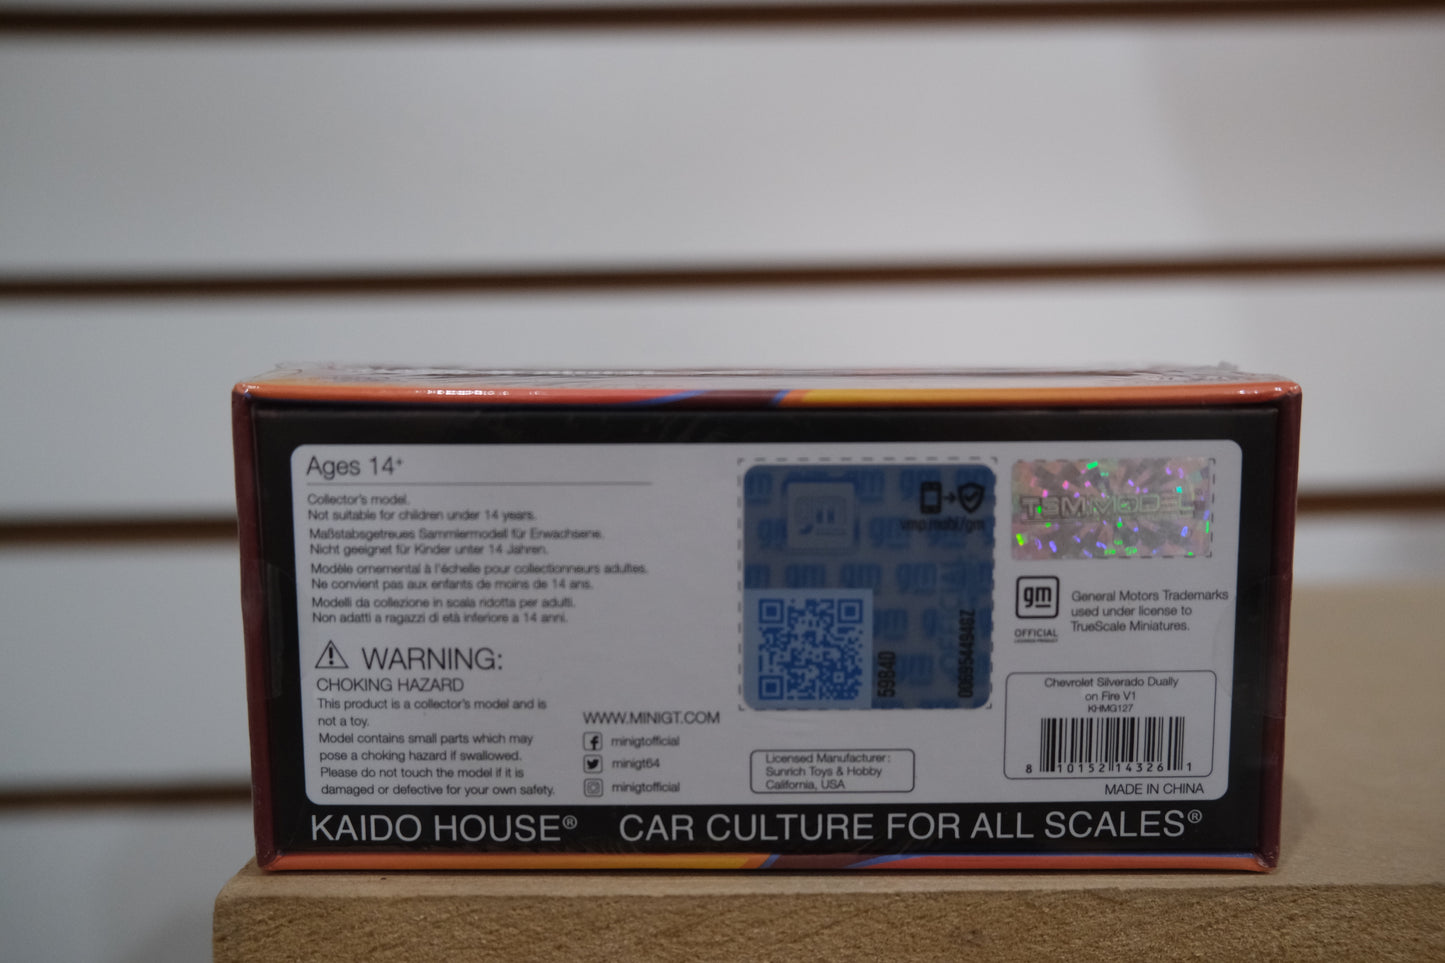 Ages 14+
Collector's model.
Not suitable for children under 14 years.
Maßstabsgetreues Sammlermodell für Erwachsene.
Nicht geeignet für Kinder unter 14 Jahren.
Modèle ornemental à l'échelle pour collectionneurs adultes.
Ne convient pas aux enfants de moins de 14 ans.
Modelli da collezione in scala ridotta per adulti.
Non adatti a ragazzi di età inferiore a 14 anni.
WARNING:
CHOKING HAZARD
This product is a collector's model and is
not a toy.
Model contains small parts which may
pose a choking hazard if swallowed.
Please do not touch the model if it is
damaged or defective for your own safety.
WWW.MINIGT.COM
minigtofficial
minigt64
minigtofficial
vmp.mobi/gm
gm
59B4D
Licensed Manufacturer:
Sunrich Toys & Hobby
California, USA
TSM MODEL
gm
OFFICIAL
LICENSED PRODUCT
General Motors Trademarks
used under license to
TrueScale Miniatures.
Chevrolet Silverado Dually
on Fire V1
KHMG127
8 10152 14326 1
MADE IN CHINA
KAIDO HOUSE® CAR CULTURE FOR ALL SCALES®